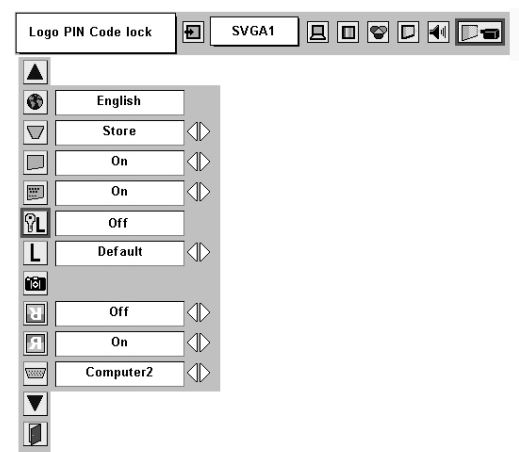 Logo PIN Code lock
SVGA1
English
Store
On
On
L
Off
L
Default
Off
On
Computer2